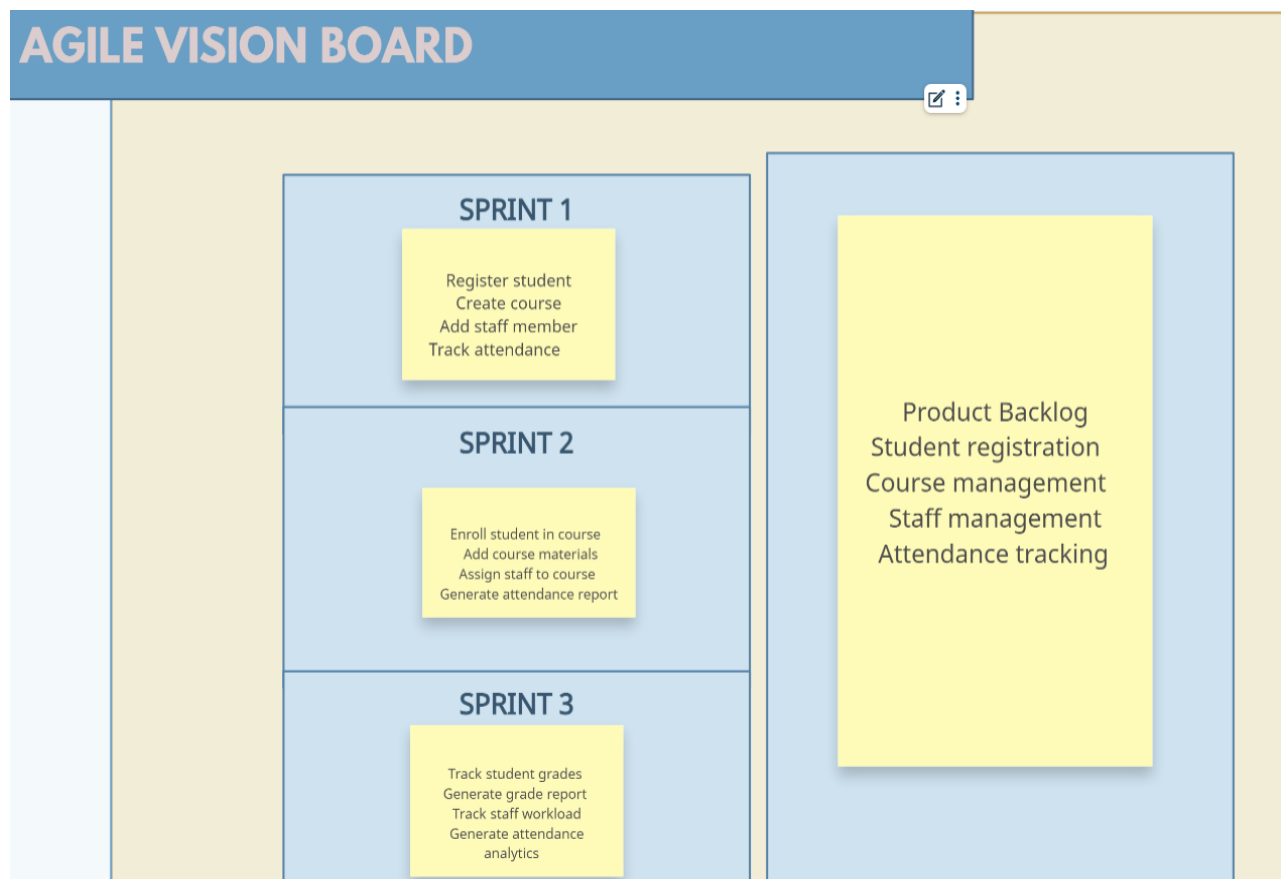 AGILE VISION BOARD
SPRINT 1
Register student
Create course
Add staff member
Track attendance
SPRINT 2
Enroll student in course
Add course materials
Assign staff to course
Generate attendance report
SPRINT 3
Track student grades
Generate grade report
Track staff workload
Generate attendance
analytics
Product Backlog
Student registration
Course management
Staff management
Attendance tracking